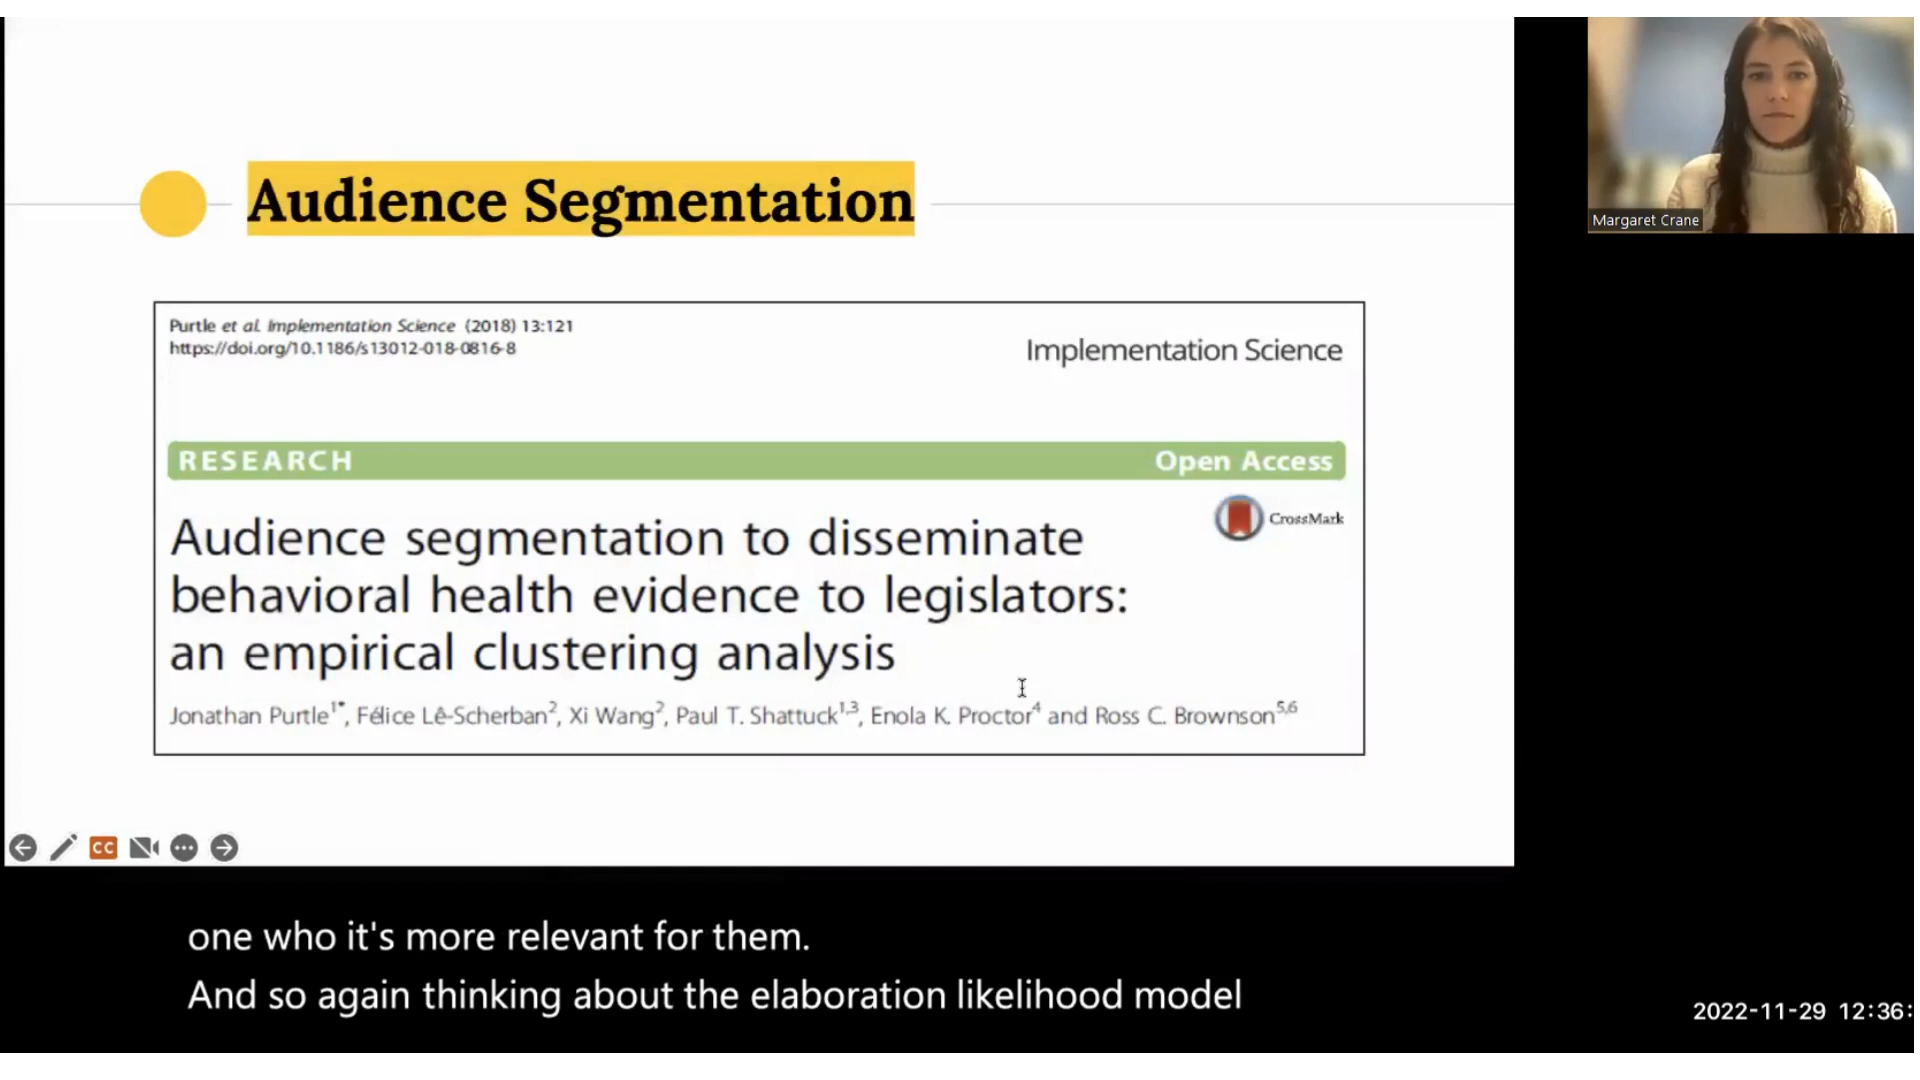 Audience Segmentation
Purtle et al. Implementation Science (2018) 13:121
https://doi.org/10.1186/s13012-018-0816-8
Implementation Science
RESEARCH
Open Access
CrossMark
Audience segmentation to disseminate
behavioral health evidence to legislators:
an empirical clustering analysis
Jonathan Purtle1*, Félice Lê-Scherban2, Xi Wang2, Paul T. Shattuck1,3, Enola K. Proctor4 and Ross C. Brownson5,6
CC
Margaret Crane
one who it's more relevant for them.
And so again thinking about the elaboration likelihood model
2022-11-29 12:36: